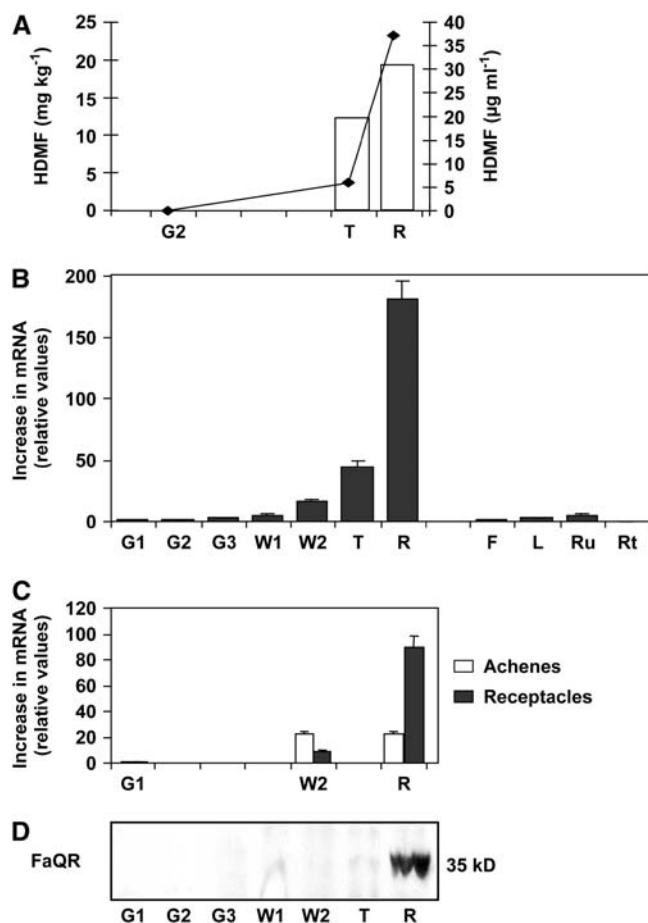 A
HDMF (mg kg⁻¹)
25
20
15
10
5
0
40
35
30
25
20
15
10
5
0
HDMF (µg ml⁻¹)
G2 T R
B
Increase in mRNA
(relative values)
200
150
100
50
0
G1 G2 G3 W1 W2 T R F L Ru Rt
C
Increase in mRNA
(relative values)
120
100
80
60
40
20
0
G1 W2 R
Achenes
Receptacles
D
FaQR
35 kD
G1 G2 G3 W1 W2 T R